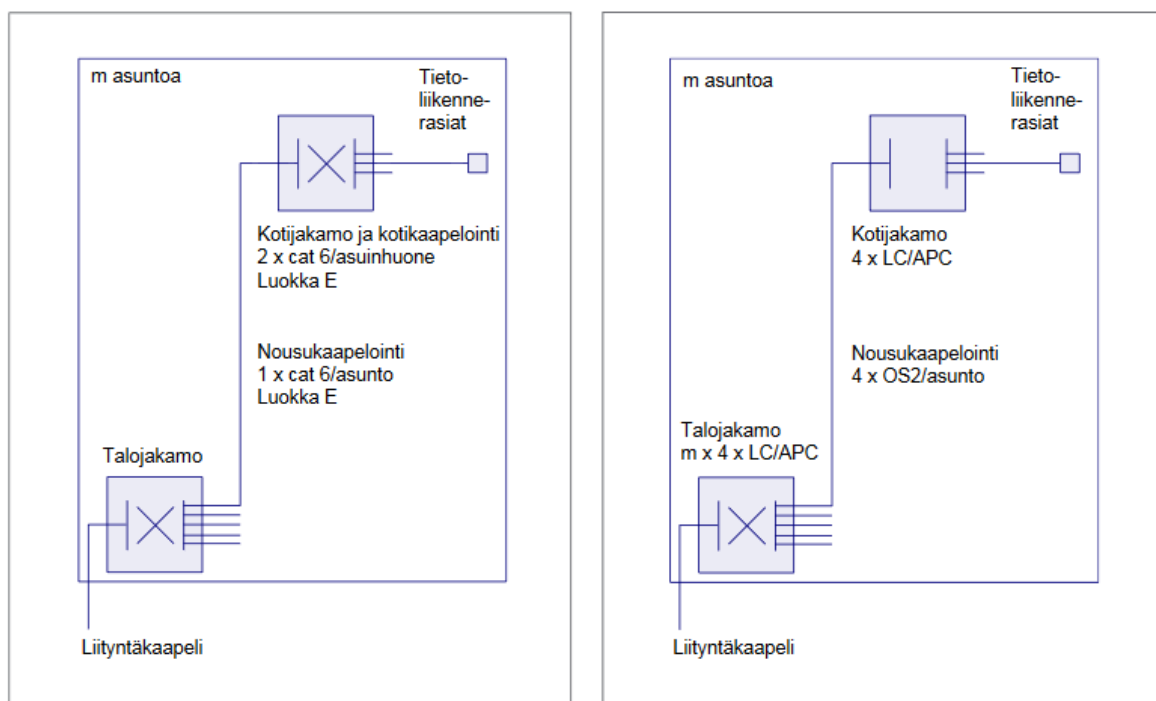 m asuntoa
Tieto-
liikenne-
rasiat
Kotijakamo ja kotikaapelointi
2 x cat 6/asuinhuone
Luokka E
Nousukaapelointi
1 x cat 6/asunto
Luokka E
Talojakamo
Liityntäkaapeli
m asuntoa
Tieto-
liikenne-
rasiat
Kotijakamo
4 x LC/APC
Nousukaapelointi
4 x OS2/asunto
Talojakamo
m x 4 x LC/APC
Liityntäkaapeli